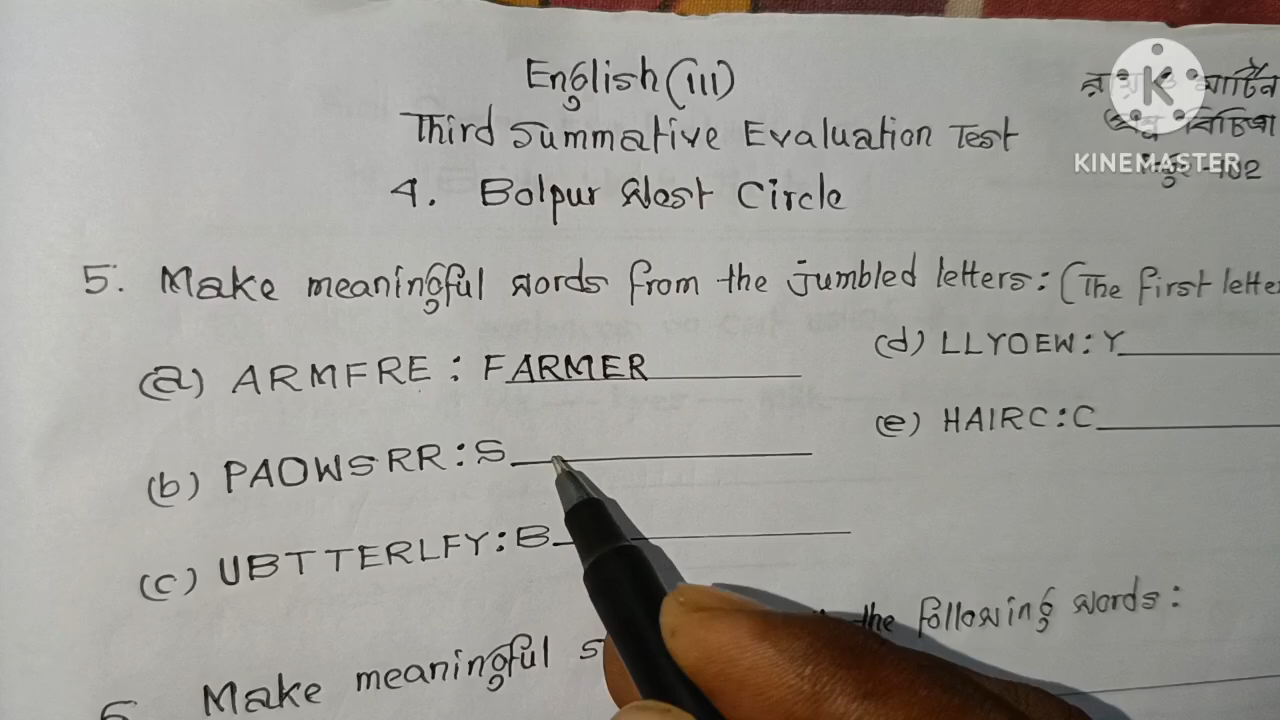 English (III)
Third Summative Evaluation Test
4. Bolpur West Circle
KINEMASTER
5. Make meaningful words from the jumbled letters: (The first lette
(a) ARMFRE : FARMER
(b) PAOWSRR : S
(c) UBTTERLFY : B
(d) LLYOEW : Y
(e) HAIRC : C
6. Make meaningful s
the following words: